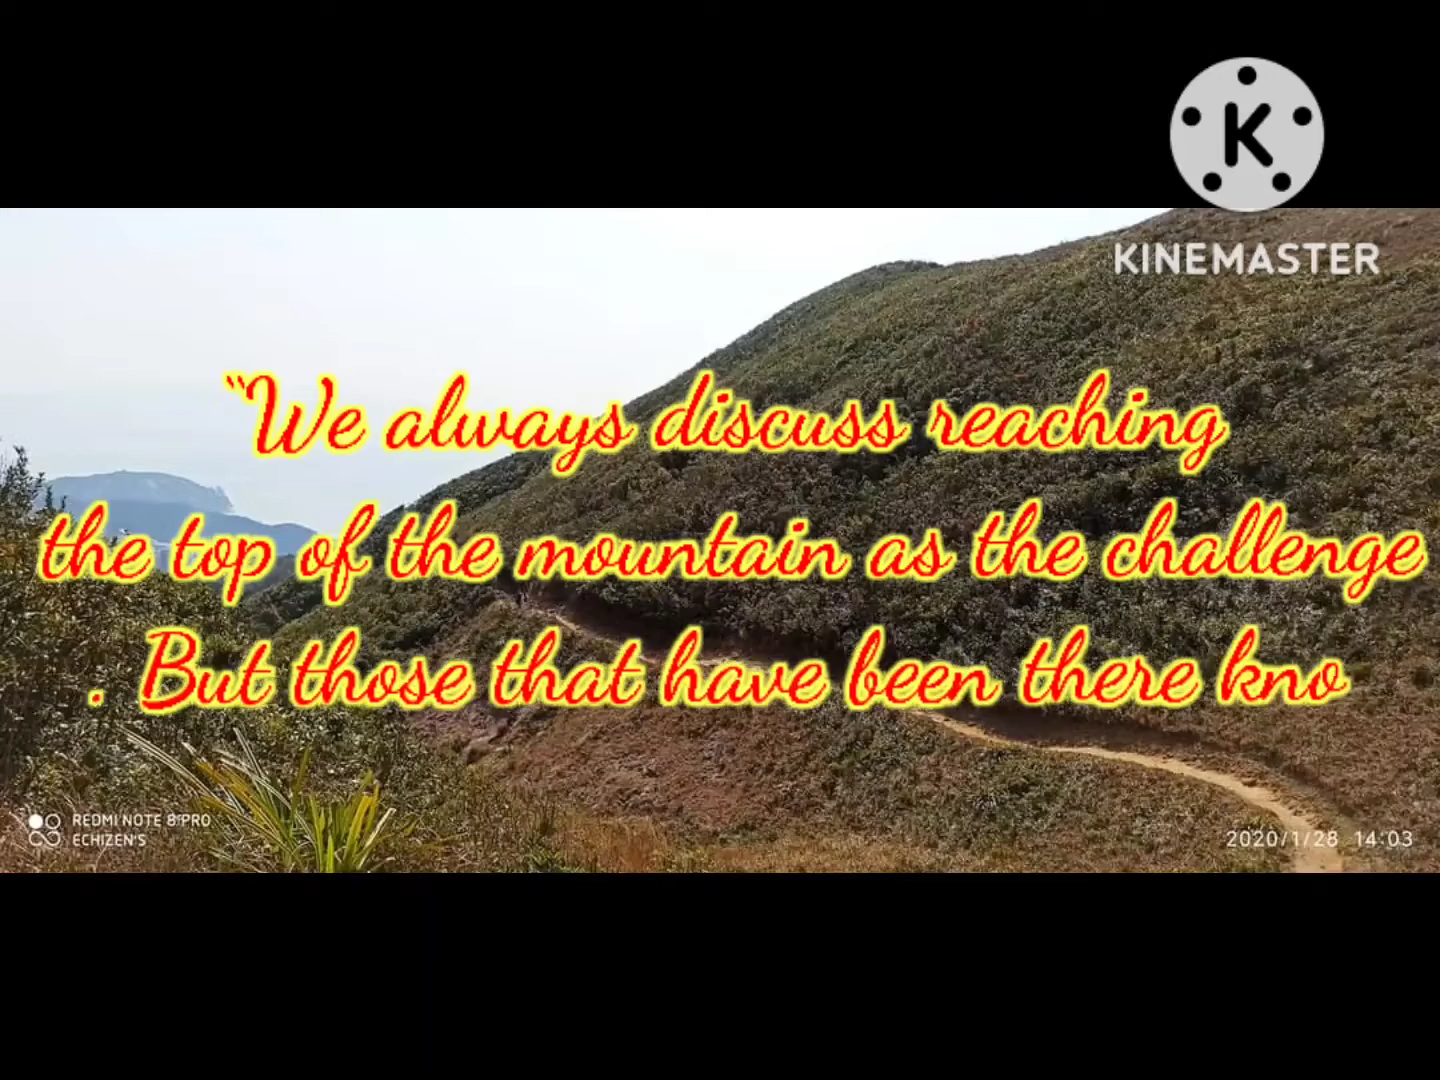 K
KINEMASTER
“We always discuss reaching
the top of the mountain as the challenge
. But those that have been there kno
REDMI NOTE 8 PRO
ECHIZEN'S
2020/1/28 14:03